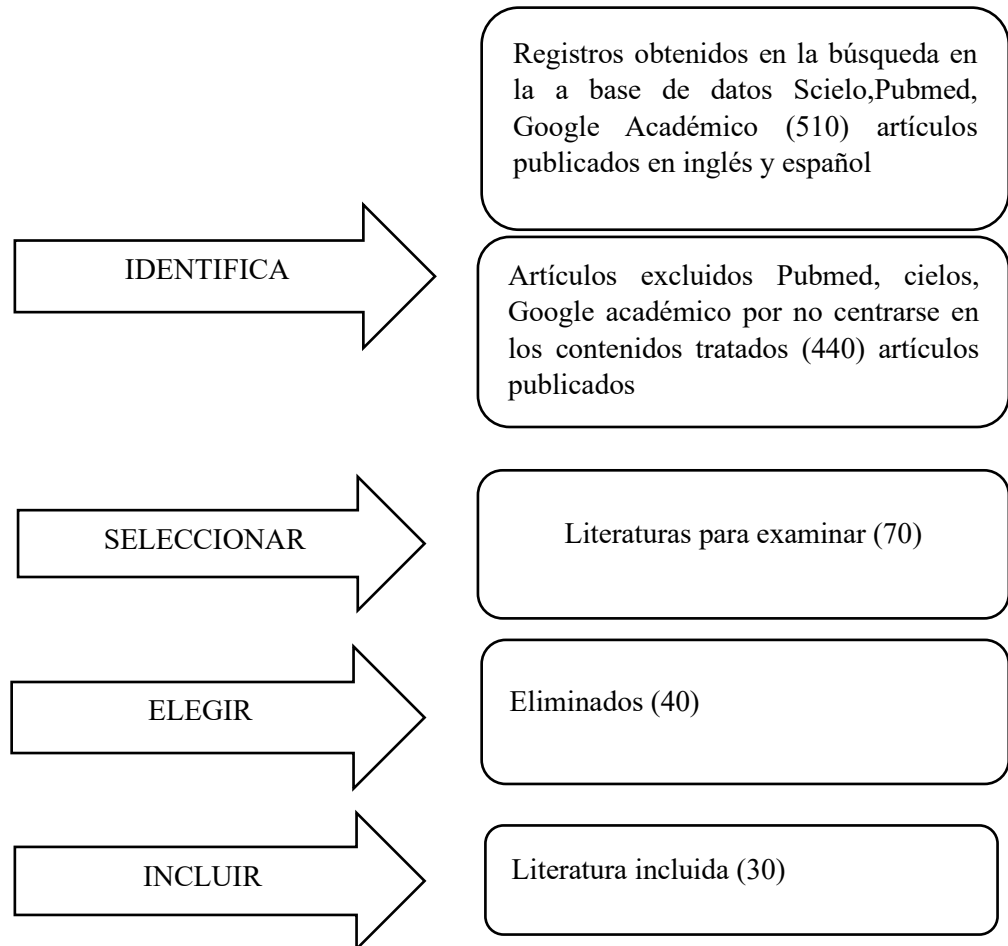 Registros obtenidos en la búsqueda en
la a base de datos Scielo,Pubmed,
Google Académico (510) artículos
publicados en inglés y español
IDENTIFICA
Artículos excluidos Pubmed, cielos,
Google académico por no centrarse en
los contenidos tratados (440) artículos
publicados
SELECCIONAR
Literaturas para examinar (70)
ELEGIR
Eliminados (40)
INCLUIR
Literatura incluida (30)